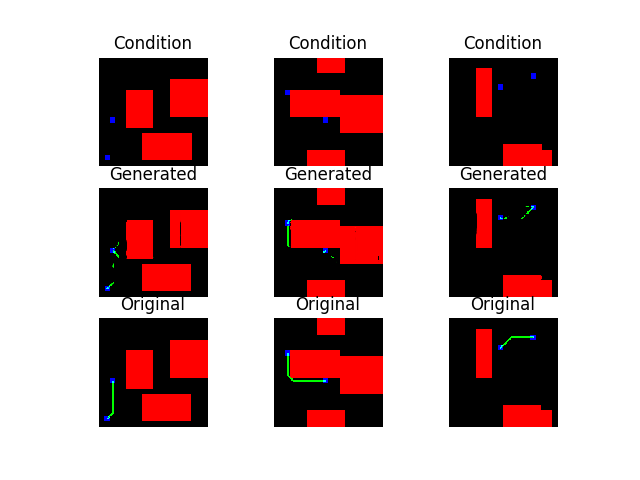 Condition Condition Condition
Generated Generated Generated
Original Original Original